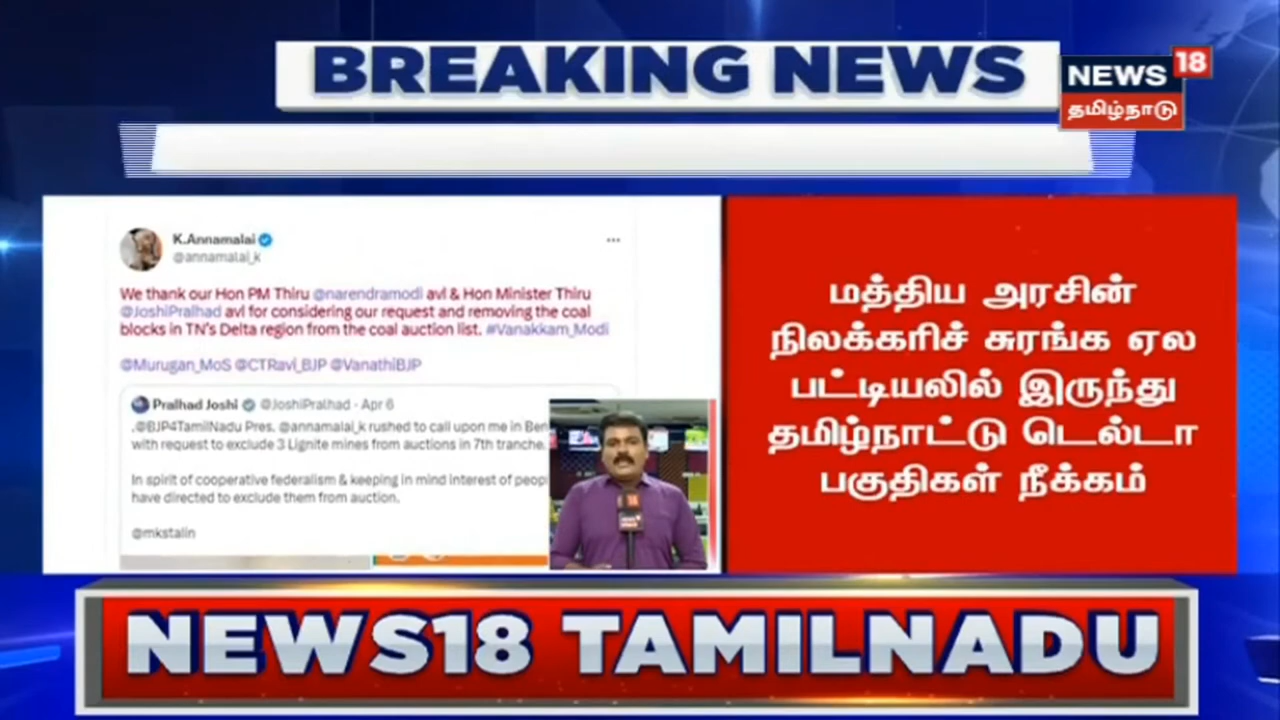 BREAKING NEWS
NEWS 18
தமிழ்நாடு
K.Annamalai
@annamalai_k
We thank our Hon PM Thiru @narendramodi avl & Hon Minister Thiru
@JoshiPralhad avl for considering our request and removing the coal
blocks in TN's Delta region from the coal auction list. #Vanakkam_Modi
@Murugan_MoS @CTRavi_BJP @VanathiBJP
Pralhad Joshi @JoshiPralhad - Apr 6
.@BJP4TamilNadu Pres. @annamalai_k rushed to call upon me in Ben
with request to exclude 3 Lignite mines from auctions in 7th tranche.
In spirit of cooperative federalism & keeping in mind interest of peopl
have directed to exclude them from auction.
@mkstalin
மத்திய அரசின்
நிலக்கரிச் சுரங்க ஏல
பட்டியலில் இருந்து
தமிழ்நாட்டு டெல்டா
பகுதிகள் நீக்கம்
NEWS18 TAMILNADU